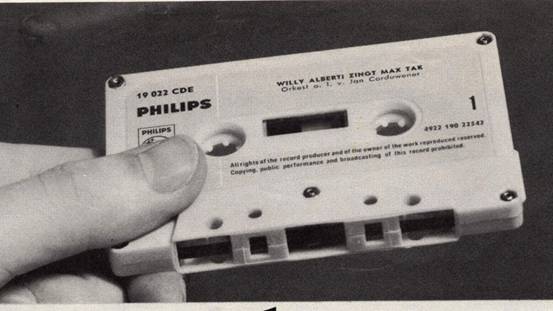 19 022 CDE
PHILIPS
PHILIPS
WILLY ALBERTI ZINGT MAX TAK
Orkest o. l. v. Jan Corduwener
1
4922 190 22542
All rights of the record producer and of the owner of the work reproduced reserved.
Copying, public performance and broadcasting of this record prohibited.